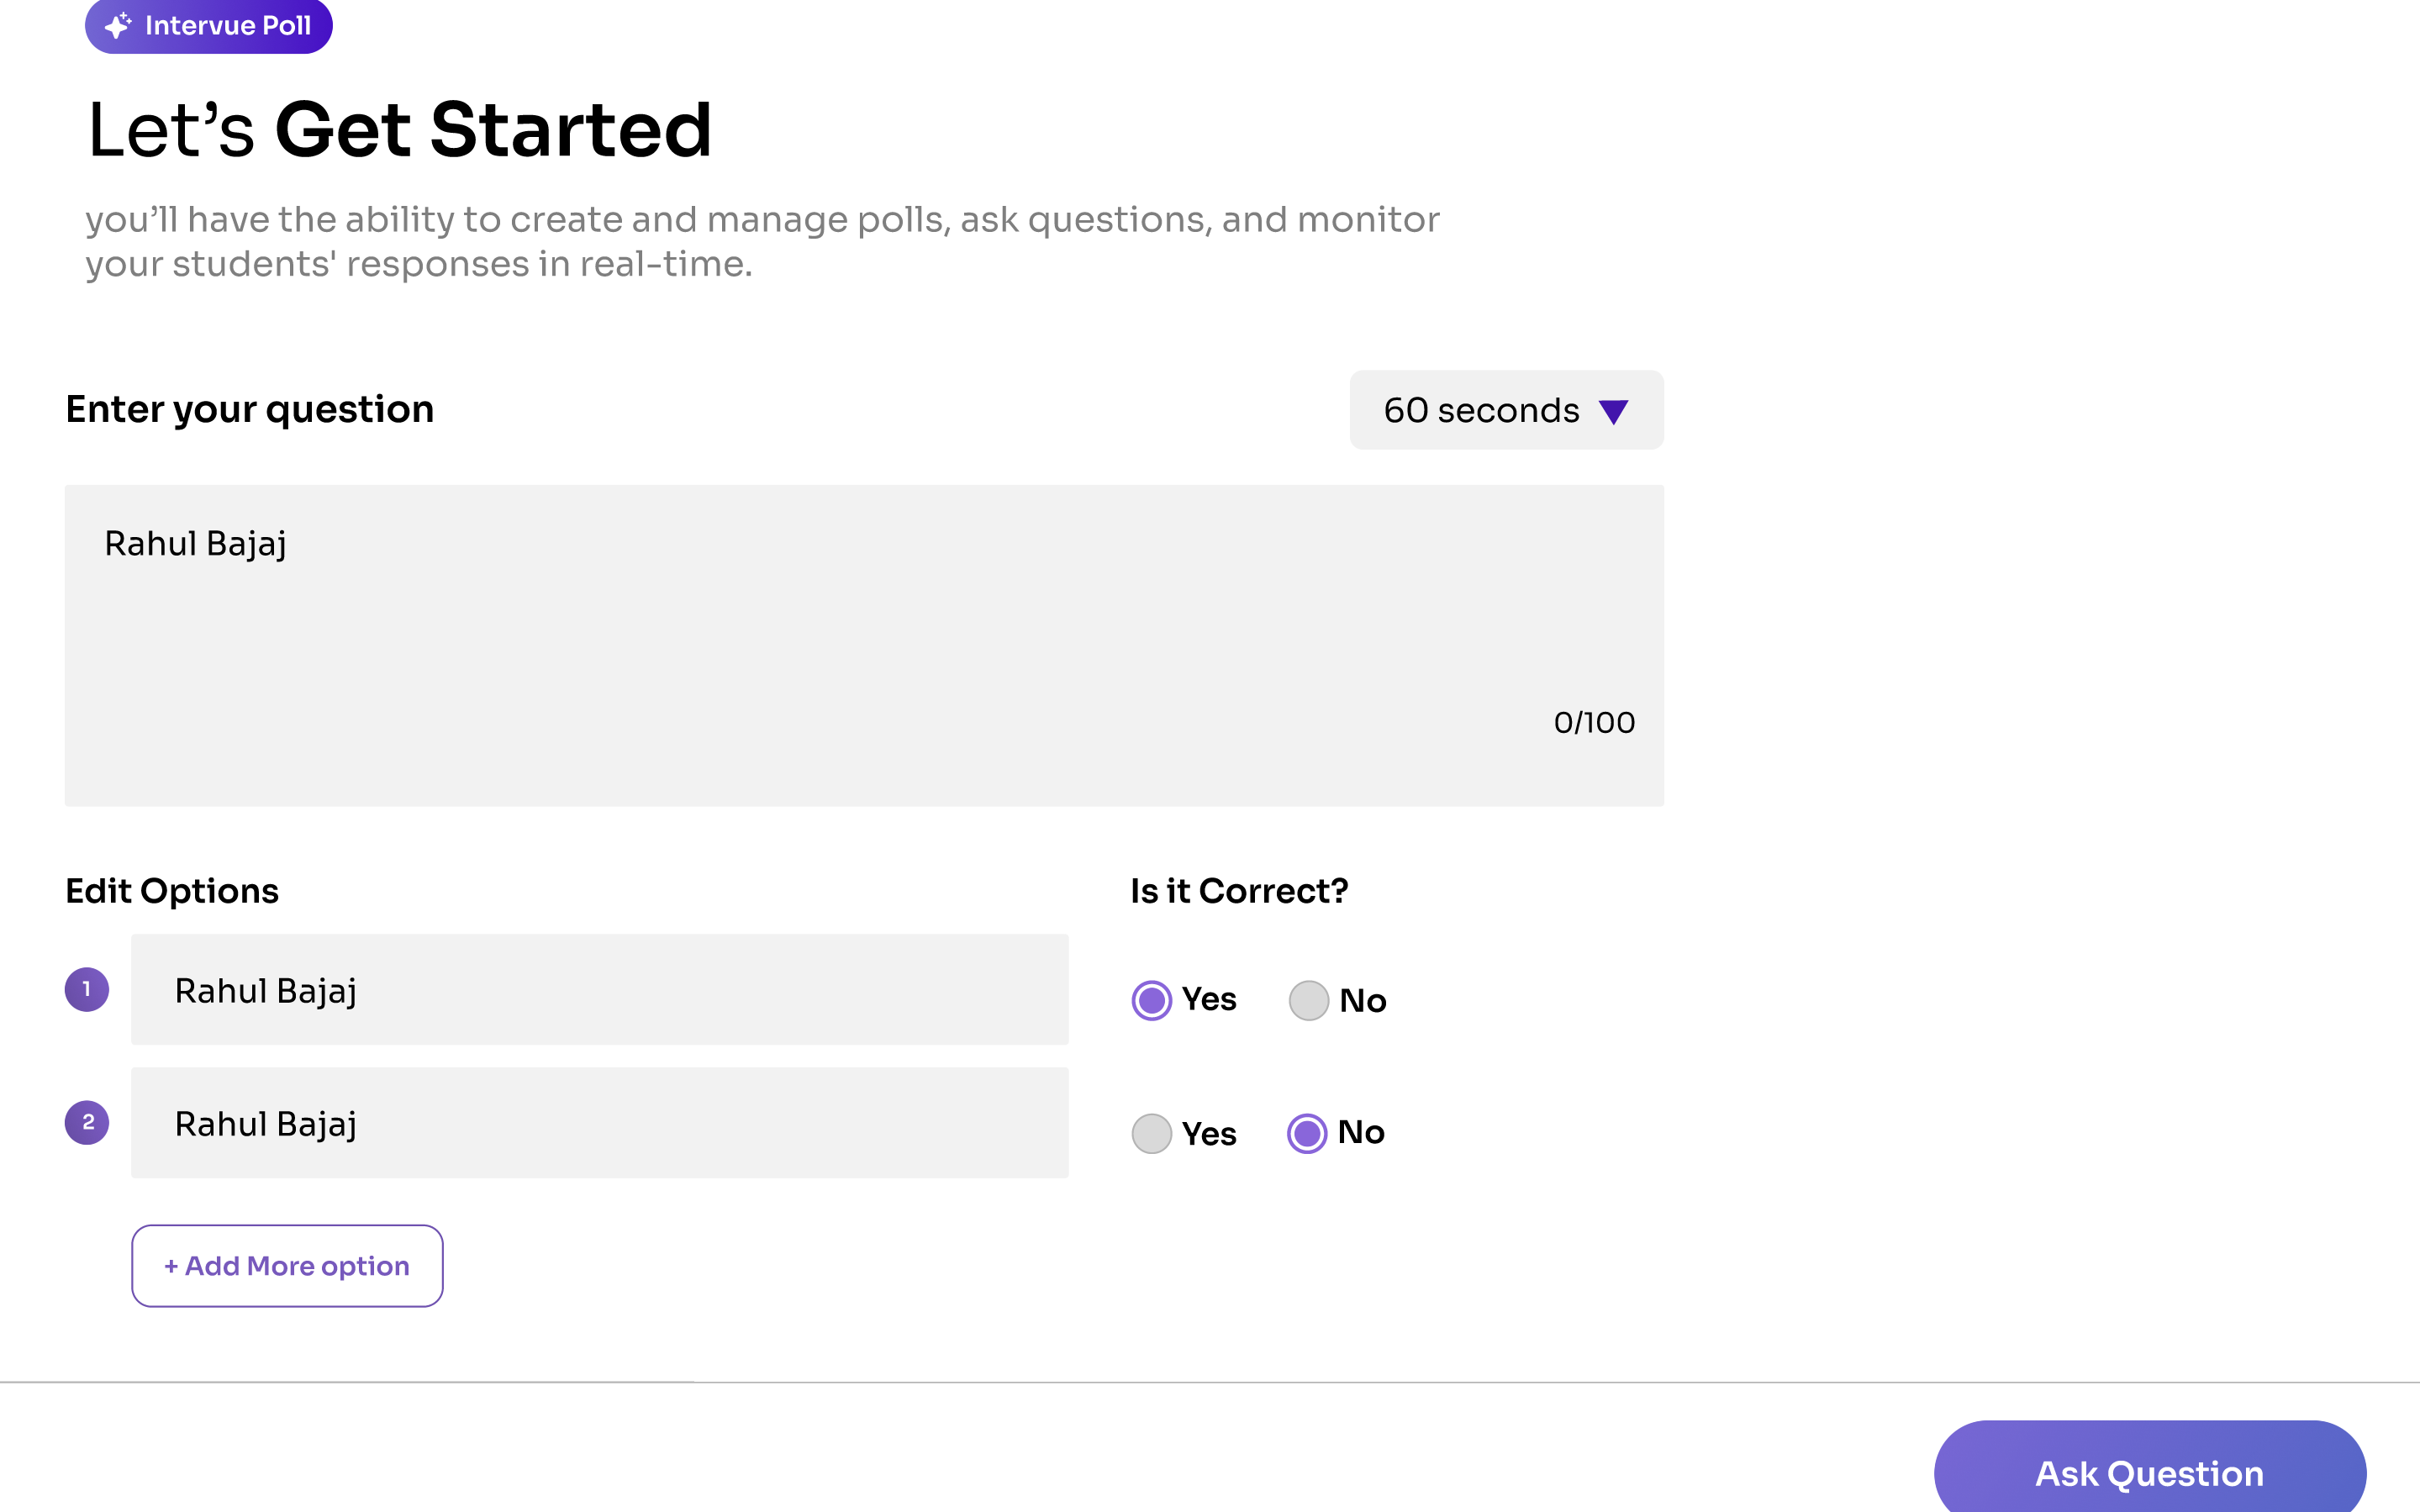 Intervue Poll
Let’s Get Started
you’ll have the ability to create and manage polls, ask questions, and monitor
your students' responses in real-time.
Enter your question
60 seconds
Rahul Bajaj
0/100
Edit Options
Is it Correct?
1
Rahul Bajaj
Yes
No
2
Rahul Bajaj
Yes
No
+ Add More option
Ask Question